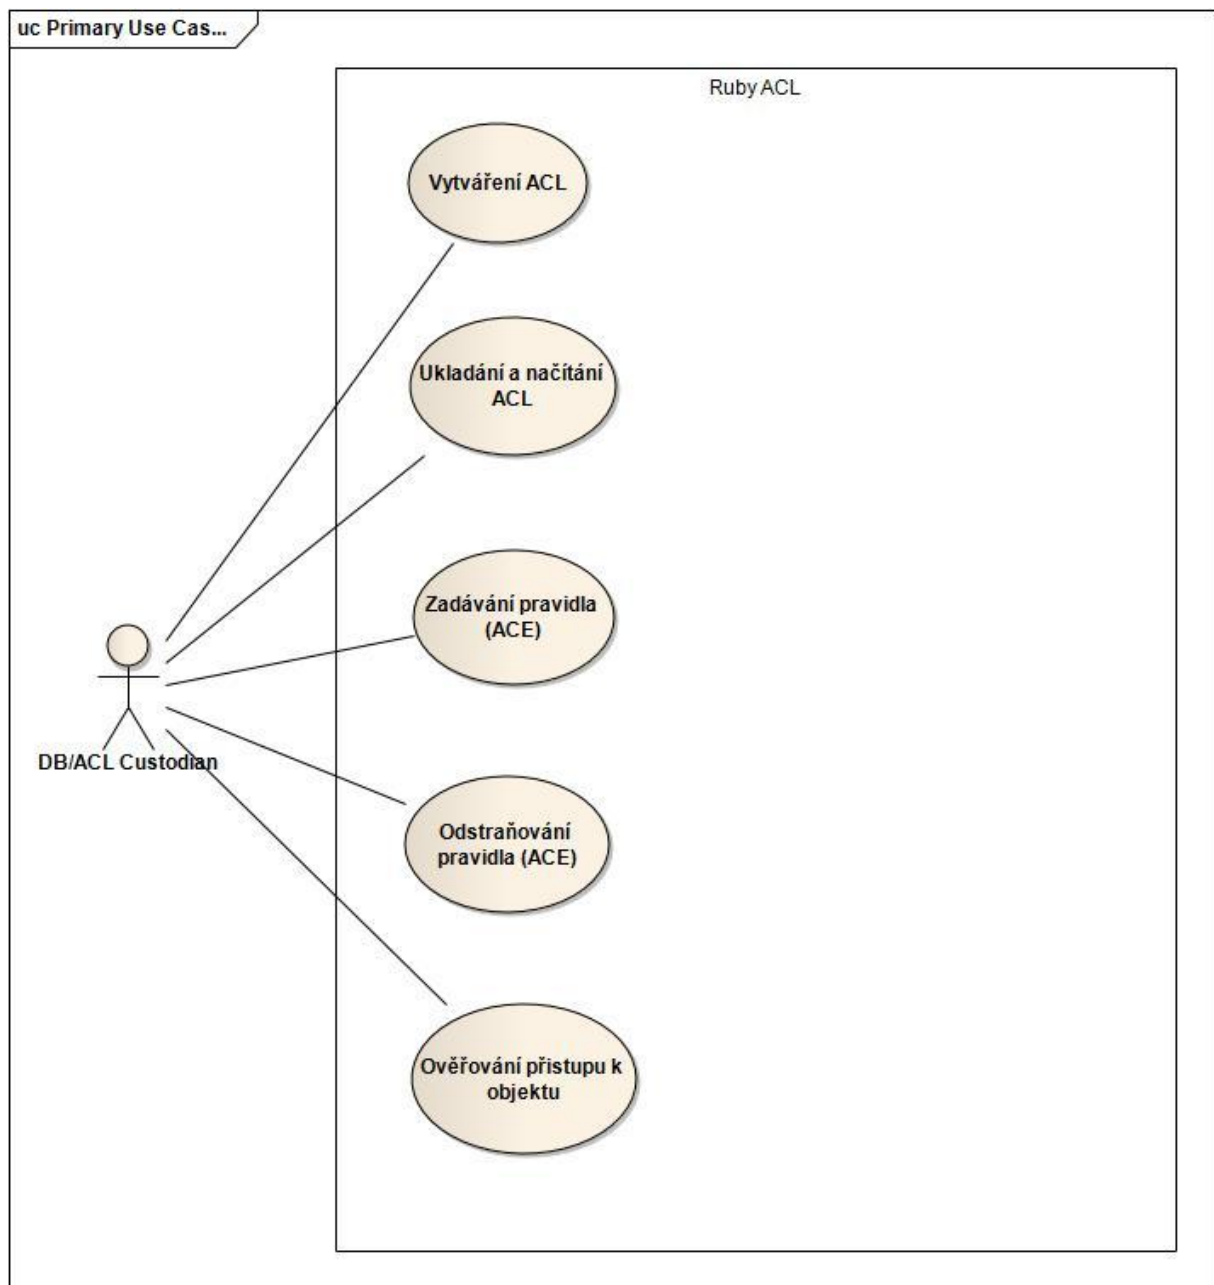 uc Primary Use Cas...
Ruby ACL
Vytváření ACL
Ukladání a načítání
ACL
Zadávání pravidla
(ACE)
DB/ACL Custodian
Odstraňování
pravidla (ACE)
Ověřování přistupu k
objektu